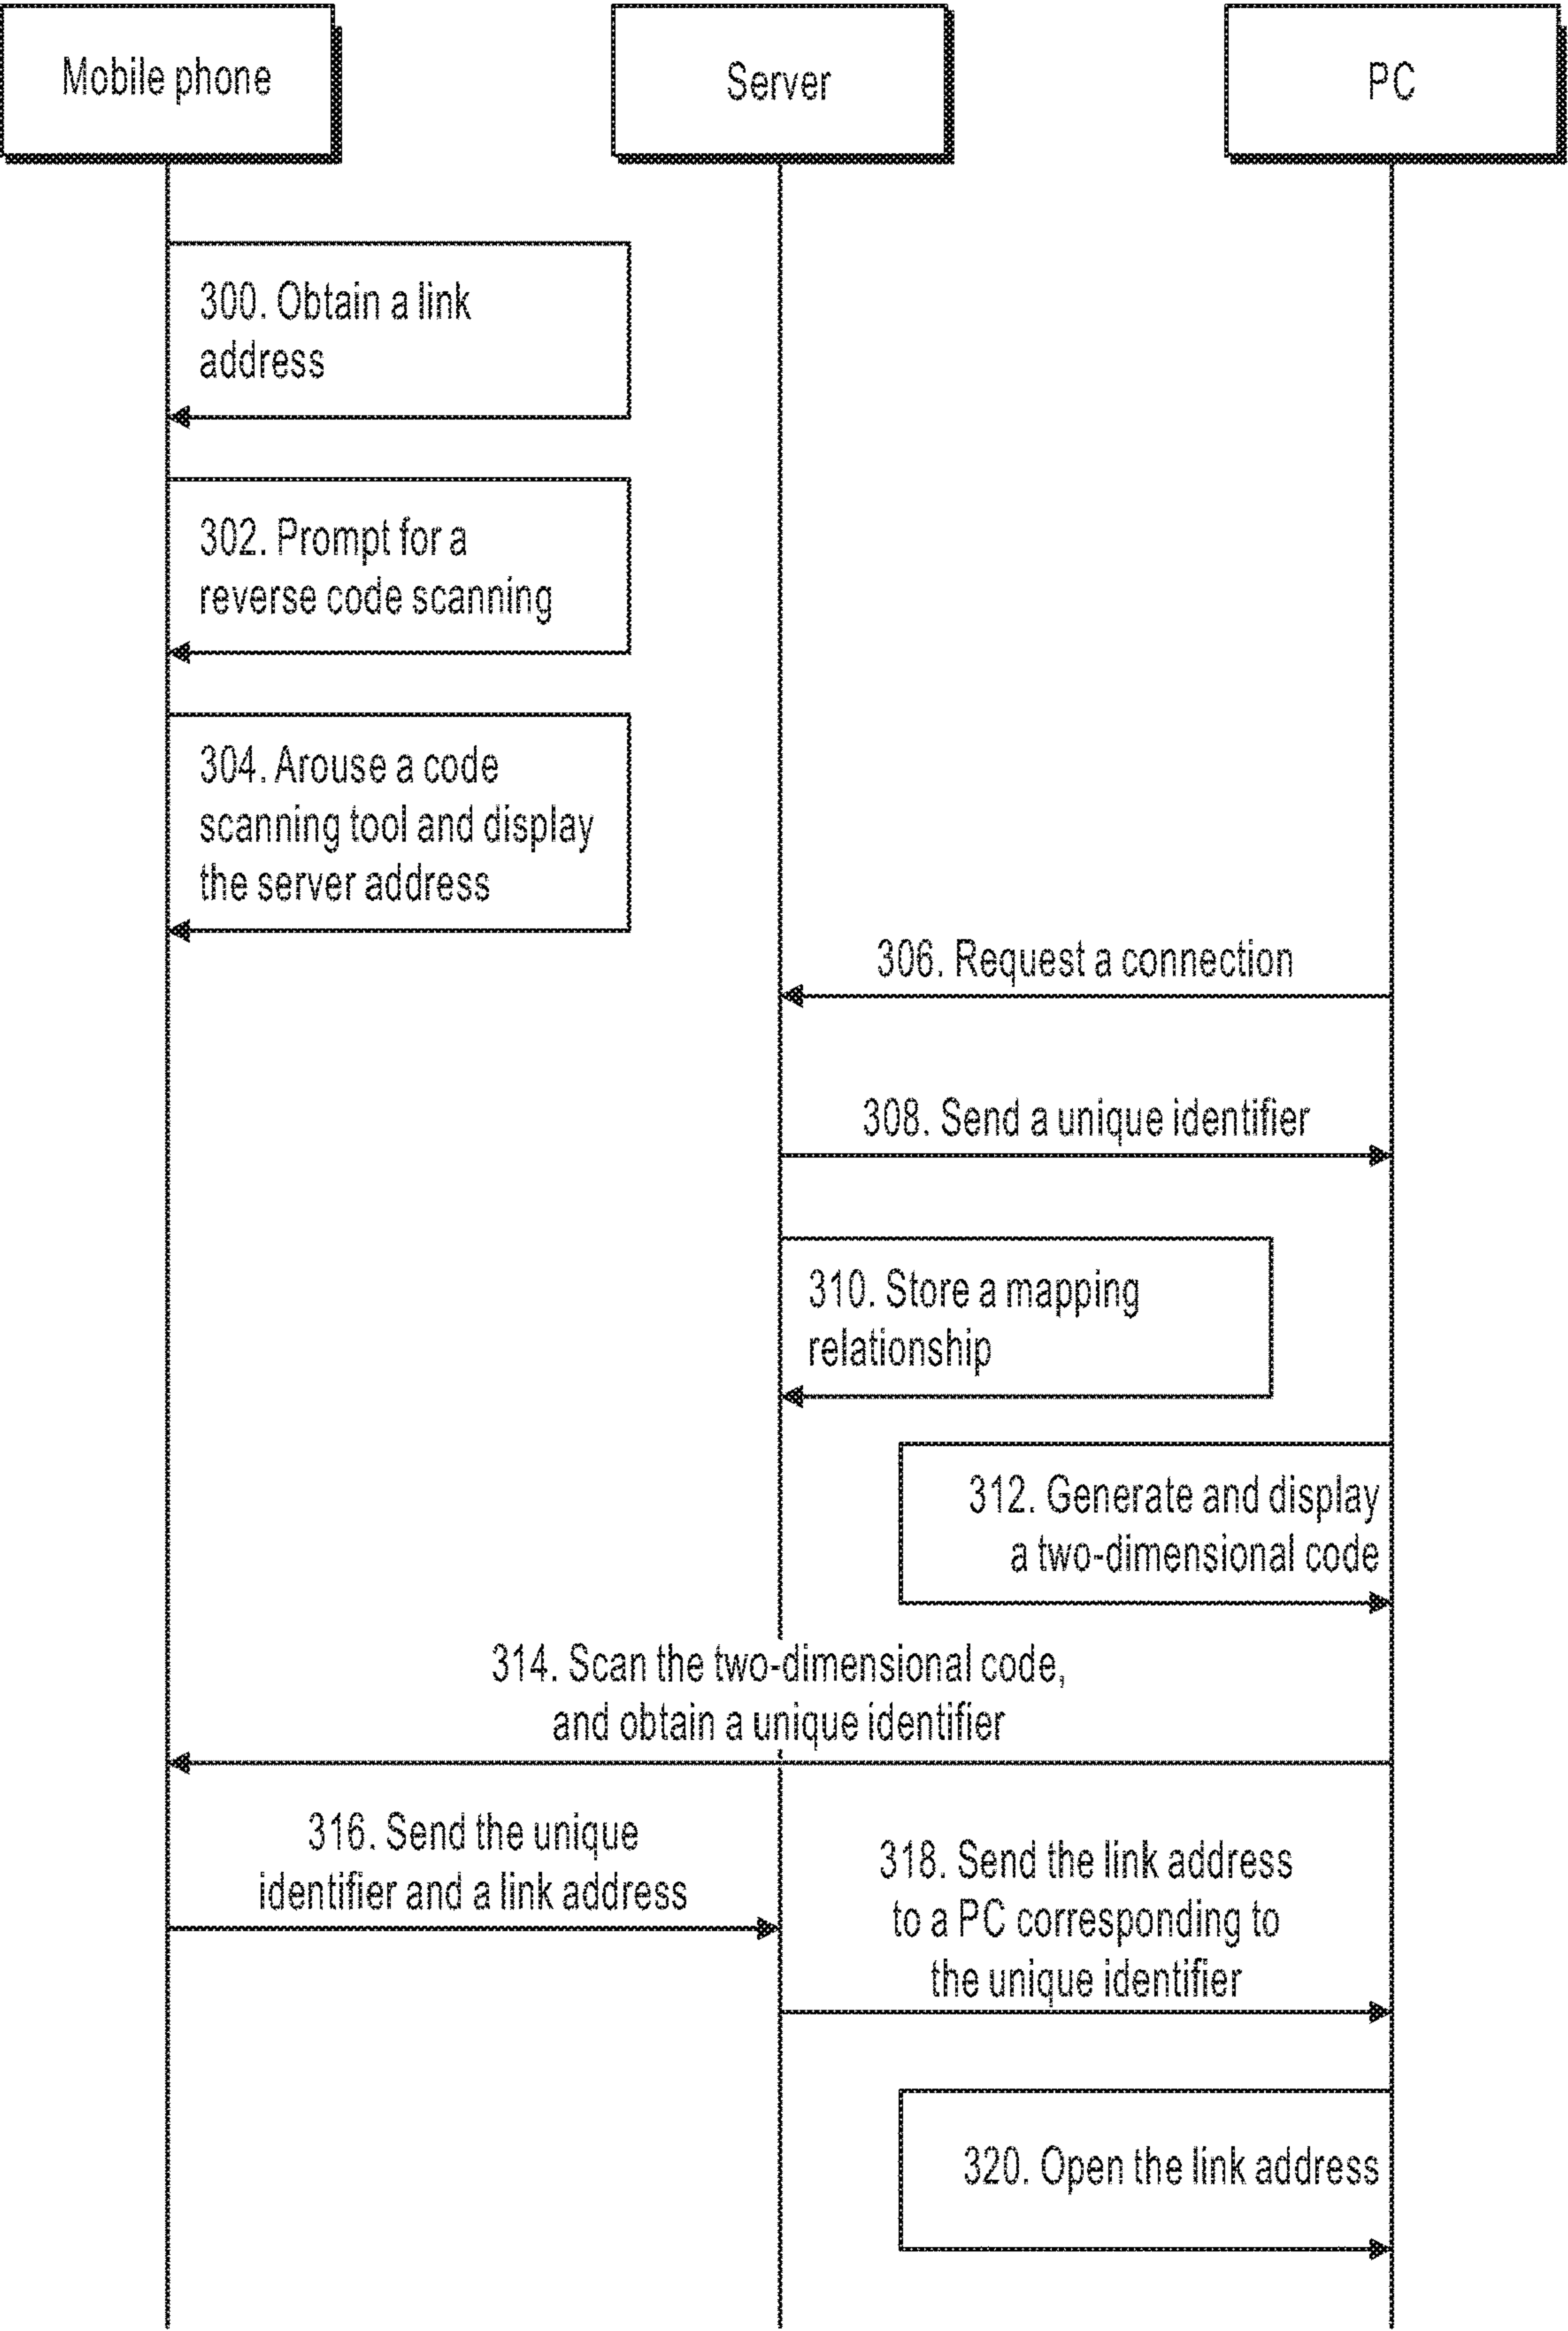 Mobile phone
Server
PC
300. Obtain a link
address
302. Prompt for a
reverse code scanning
304. Arouse a code
scanning tool and display
the server address
306. Request a connection
308. Send a unique identifier
310. Store a mapping
relationship
312. Generate and display
a two-dimensional code
314. Scan the two-dimensional code,
and obtain a unique identifier
316. Send the unique
identifier and a link address
318. Send the link address
to a PC corresponding to
the unique identifier
320. Open the link address